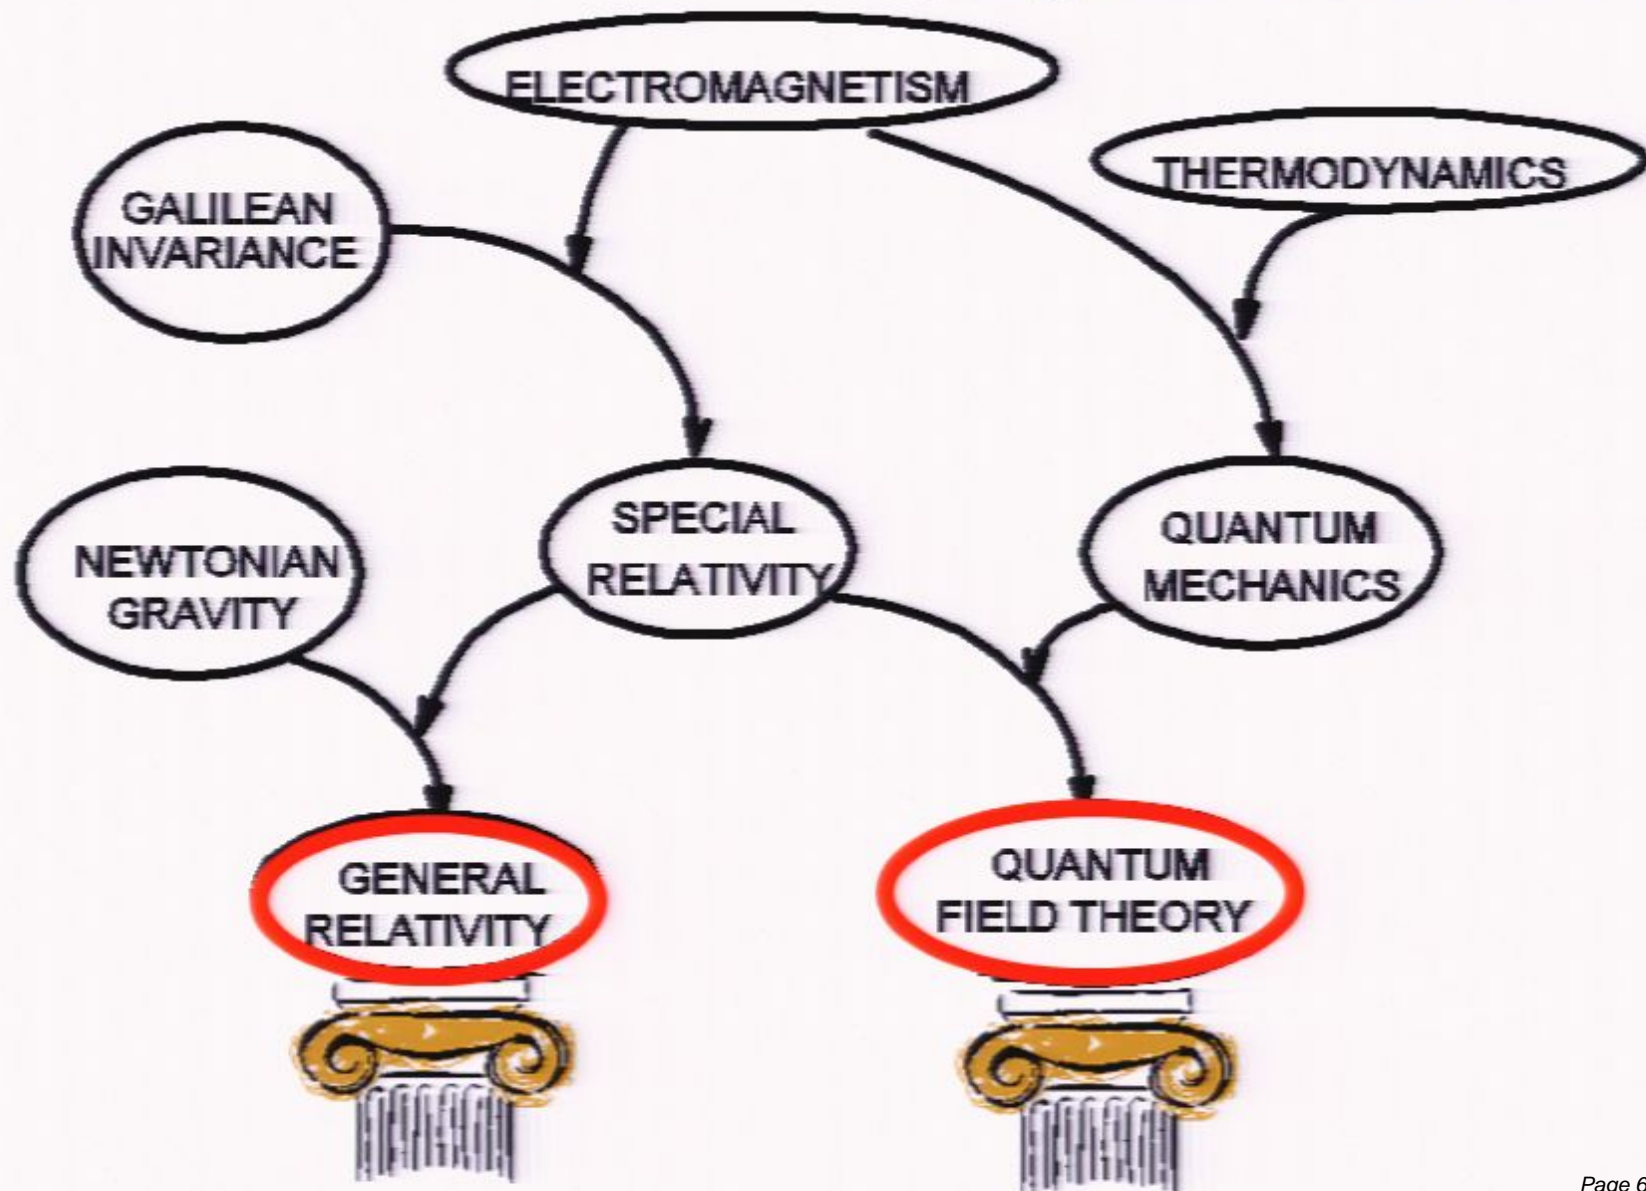 ELECTROMAGNETISM
THERMODYNAMICS
GALILEAN
INVARIANCE
SPECIAL
RELATIVITY
QUANTUM
MECHANICS
NEWTONIAN
GRAVITY
GENERAL
RELATIVITY
QUANTUM
FIELD THEORY
Page 6